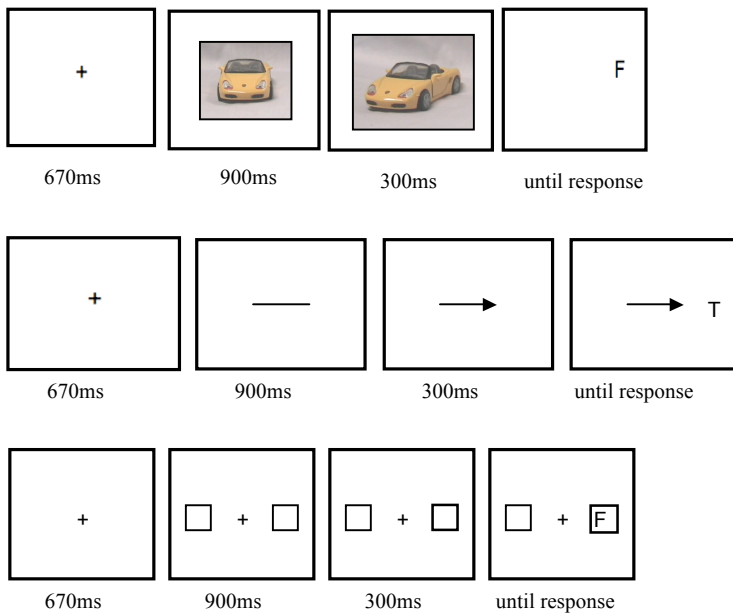 + F
670ms 900ms 300ms until response
+ T
670ms 900ms 300ms until response
+ + + + F
670ms 900ms 300ms until response